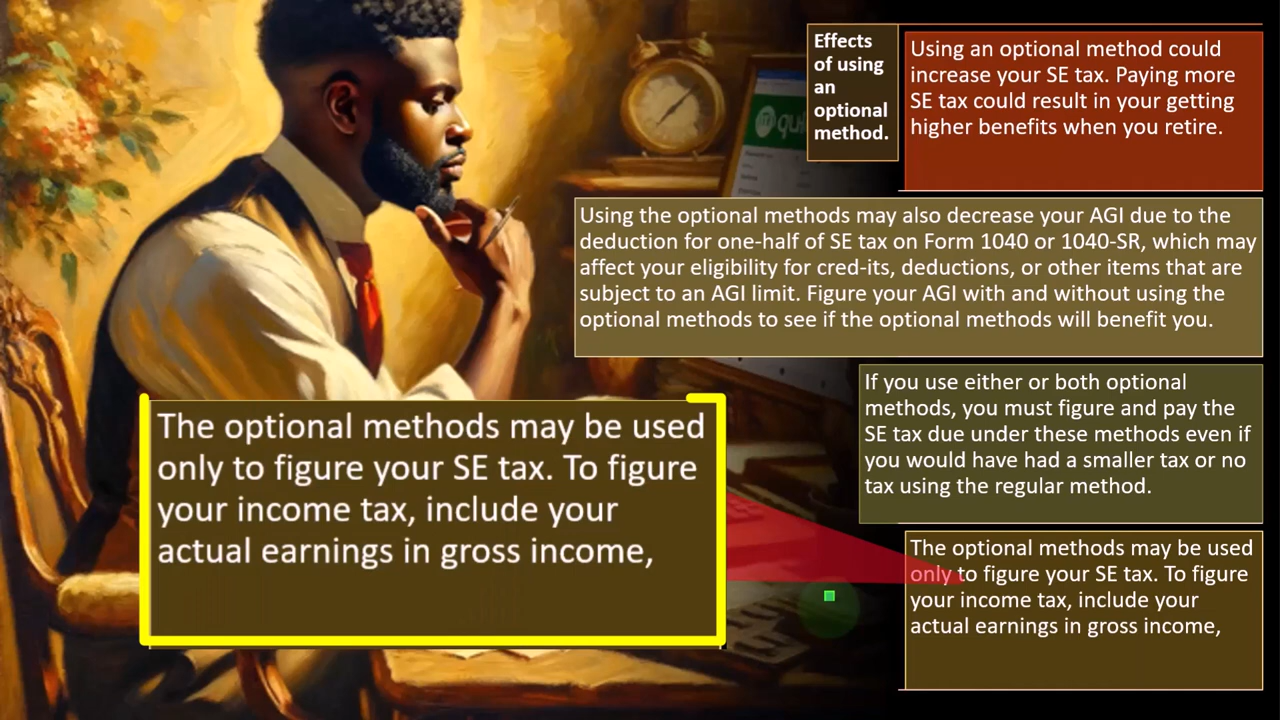 Effects
of using
an
optional
method.
Using an optional method could
increase your SE tax. Paying more
SE tax could result in your getting
higher benefits when you retire.
Using the optional methods may also decrease your AGI due to the
deduction for one-half of SE tax on Form 1040 or 1040-SR, which may
affect your eligibility for cred-its, deductions, or other items that are
subject to an AGI limit. Figure your AGI with and without using the
optional methods to see if the optional methods will benefit you.
If you use either or both optional
methods, you must figure and pay the
SE tax due under these methods even if
you would have had a smaller tax or no
tax using the regular method.
The optional methods may be used
only to figure your SE tax. To figure
your income tax, include your
actual earnings in gross income,
The optional methods may be used
only to figure your SE tax. To figure
your income tax, include your
actual earnings in gross income,